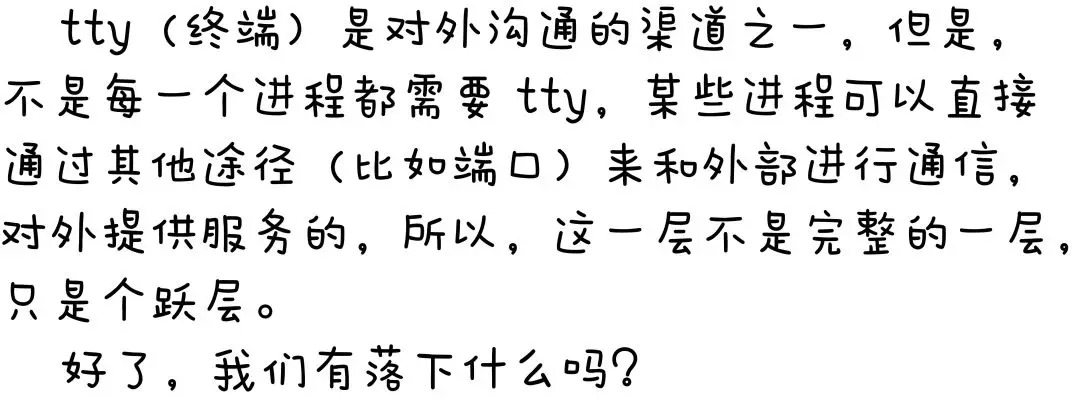 tty（终端）是对外沟通的渠道之一，但是，
不是每一个进程都需要 tty，某些进程可以直接
通过其他途径（比如端口）来和外部进行通信，
对外提供服务的，所以，这一层不是完整的一层，
只是个跃层。
好了，我们有落下什么吗？